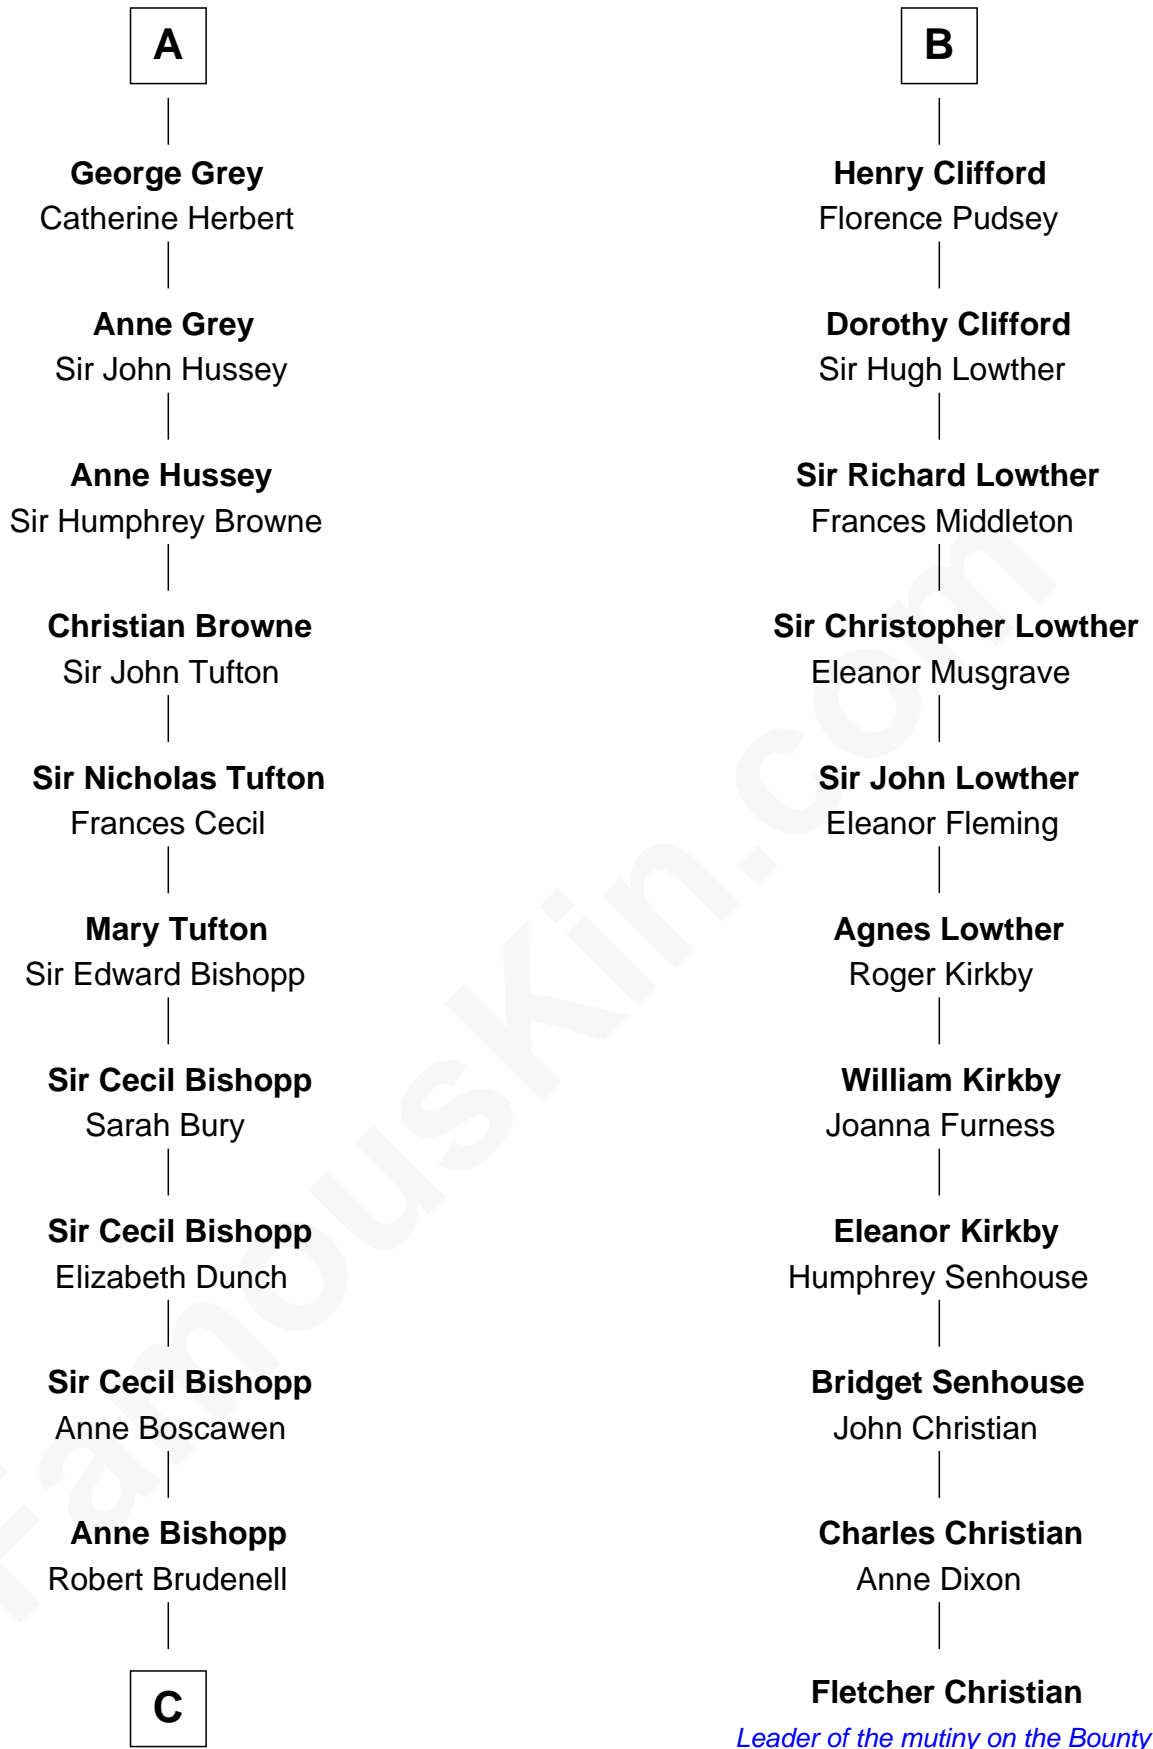 A
George Grey
Catherine Herbert
Anne Grey
Sir John Hussey
Anne Hussey
Sir Humphrey Browne
Christian Browne
Sir John Tufton
Sir Nicholas Tufton
Frances Cecil
Mary Tufton
Sir Edward Bishopp
Sir Cecil Bishopp
Sarah Bury
Sir Cecil Bishopp
Elizabeth Dunch
Sir Cecil Bishopp
Anne Boscawen
Anne Bishopp
Robert Brudenell
C
B
Henry Clifford
Florence Pudsey
Dorothy Clifford
Sir Hugh Lowther
Sir Richard Lowther
Frances Middleton
Sir Christopher Lowther
Eleanor Musgrave
Sir John Lowther
Eleanor Fleming
Agnes Lowther
Roger Kirkby
William Kirkby
Joanna Furness
Eleanor Kirkby
Humphrey Senhouse
Bridget Senhouse
John Christian
Charles Christian
Anne Dixon
Fletcher Christian
Leader of the mutiny on the Bounty
FamousKin.com